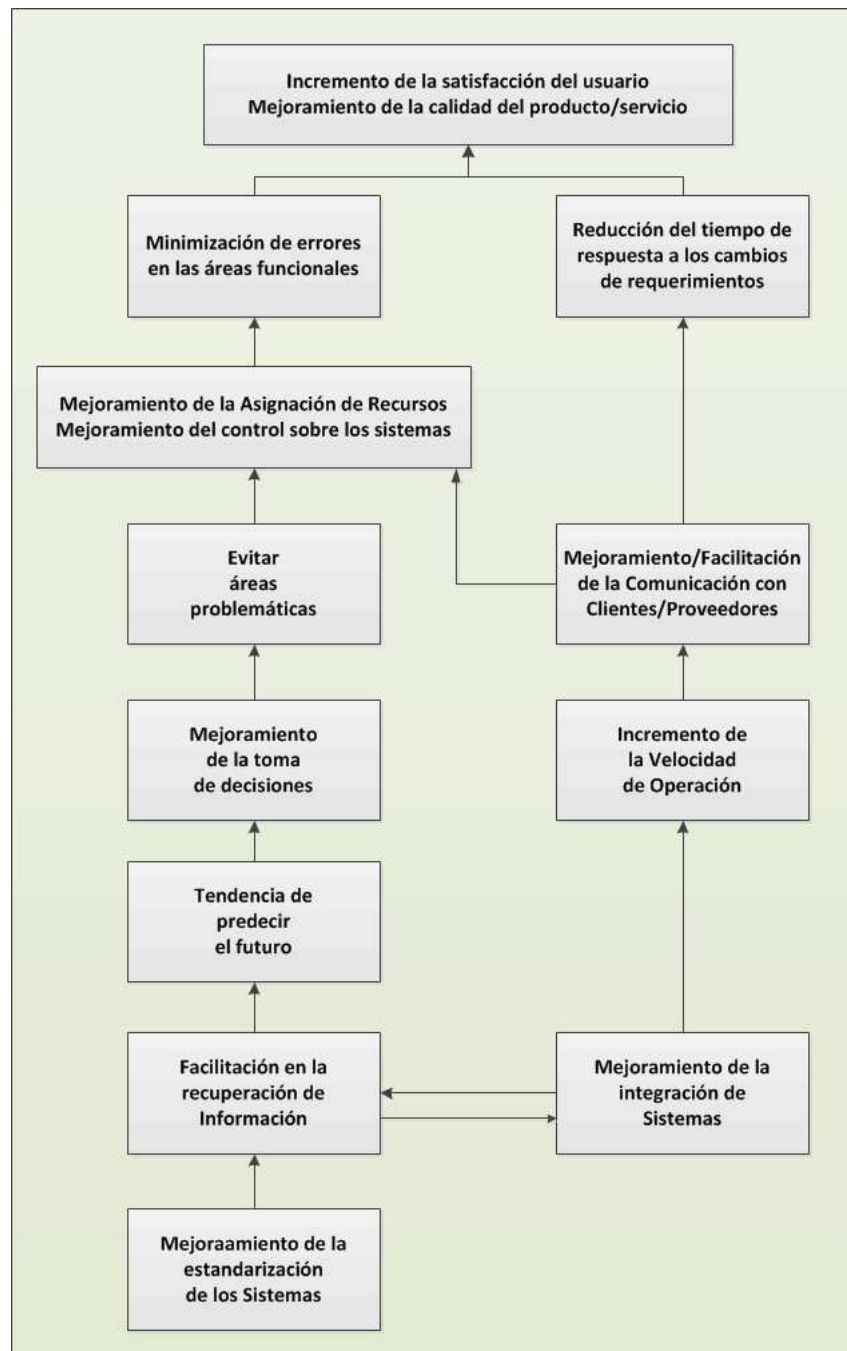 Incremento de la satisfacción del usuario
Mejoramiento de la calidad del producto/servicio
Minimización de errores
en las áreas funcionales
Reducción del tiempo de
respuesta a los cambios
de requerimientos
Mejoramiento de la Asignación de Recursos
Mejoramiento del control sobre los sistemas
Evitar
áreas
problemáticas
Mejoramiento/Facilitación
de la Comunicación con
Clientes/Proveedores
Mejoramiento
de la toma
de decisiones
Incremento de
la Velocidad
de Operación
Tendencia de
predecir
el futuro
Facilitación en la
recuperación de
Información
Mejoramiento de la
integración de
Sistemas
Mejoraamiento de la
estandarización
de los Sistemas